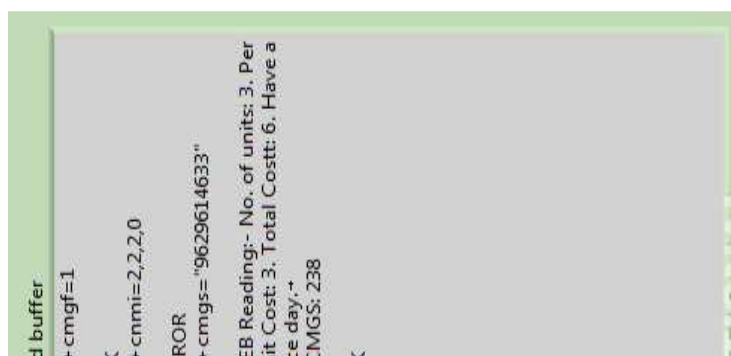 d buffer
+cmgf=1
K
+cnmi=2,2,2,0
ROR
+cmgs="9629614633"
EB Reading:- No. of units: 3. Per
it Cost: 3. Total Costt: 6. Have a
ce day.→
CMGS: 238
K